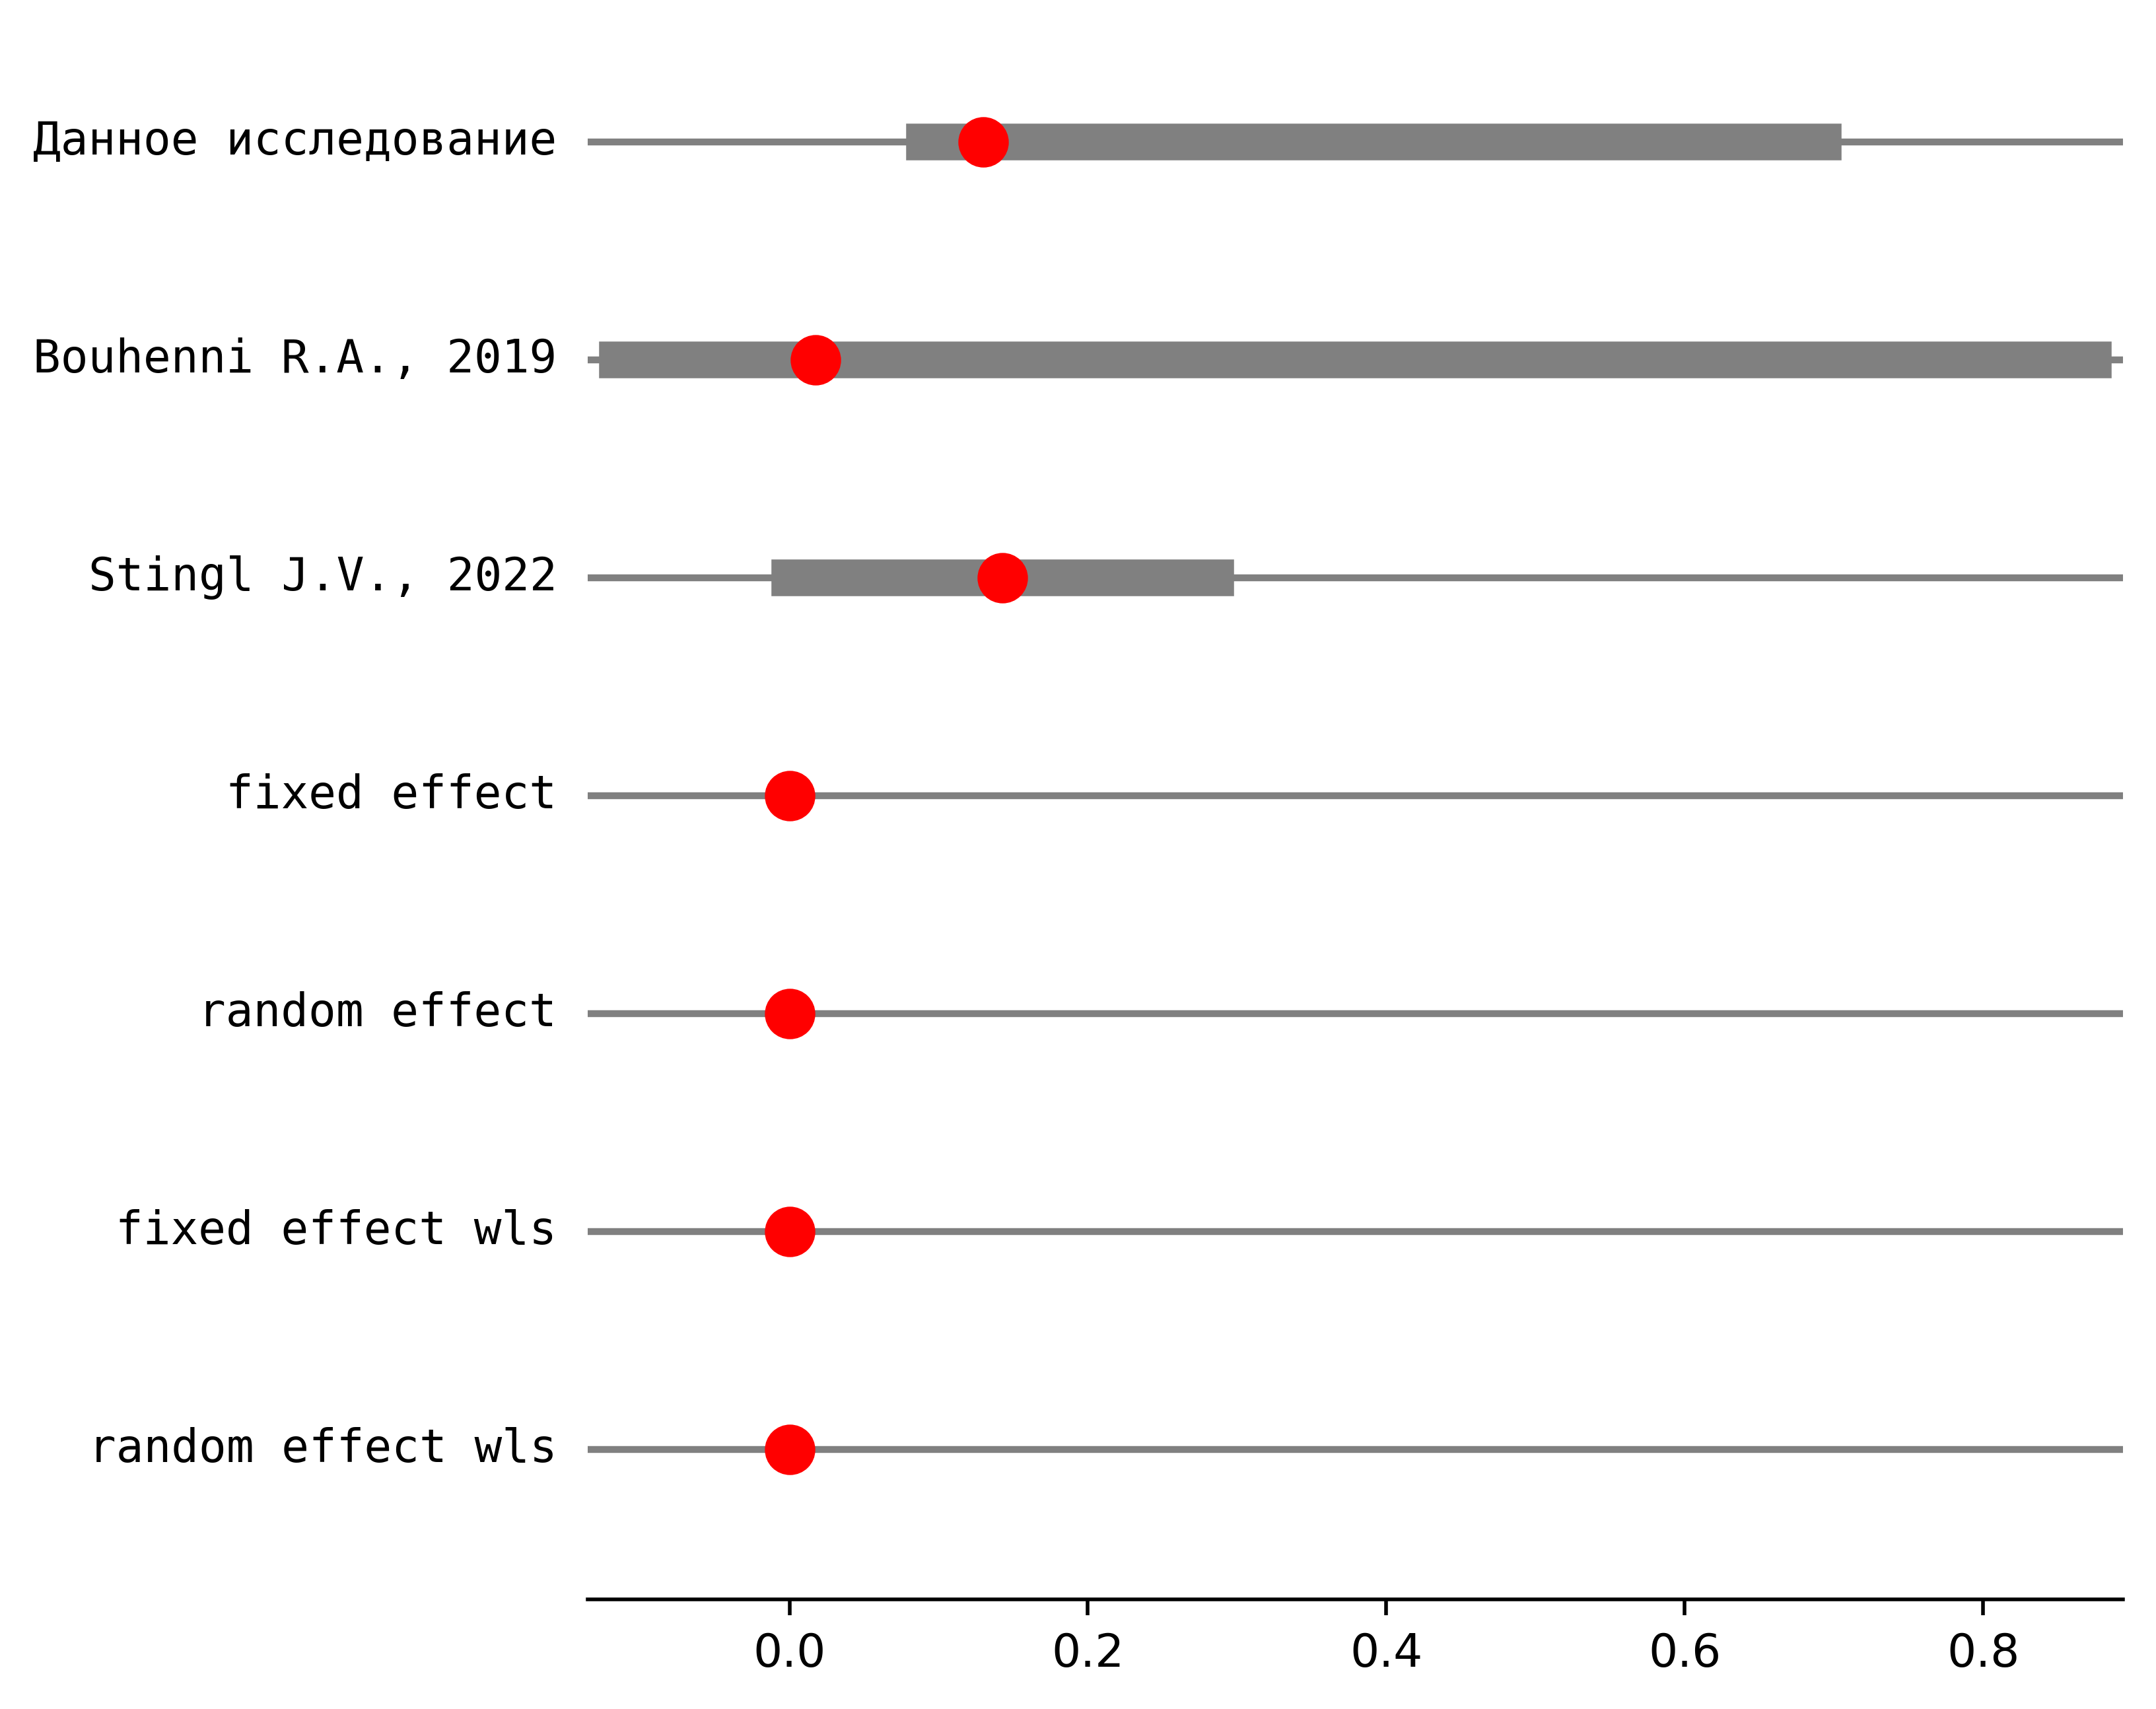 Данное исследование
Bouhenni R.A., 2019
Stingl J.V., 2022
fixed effect
random effect
fixed effect wls
random effect wls
0.0 0.2 0.4 0.6 0.8